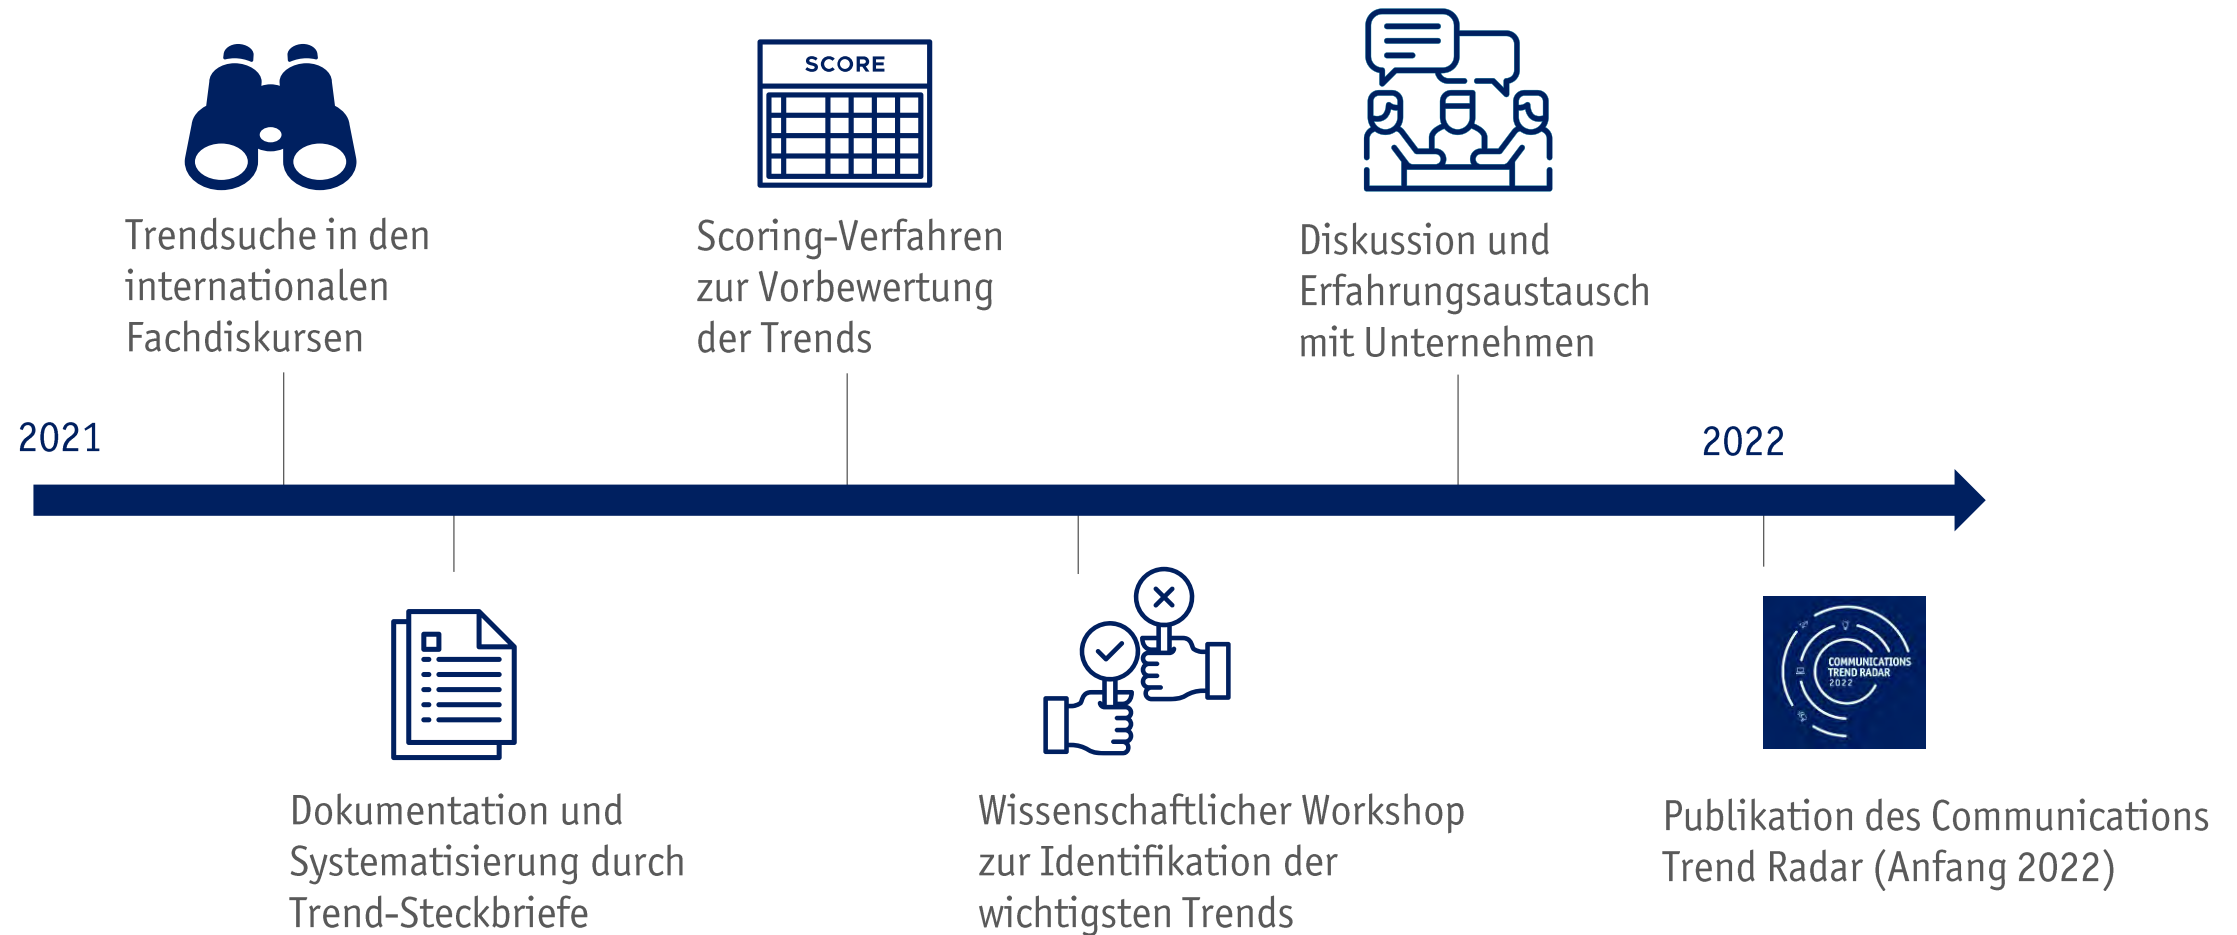 SCORE
Trendsuche in den
internationalen
Fachdiskursen
Scoring-Verfahren
zur Vorbewertung
der Trends
Diskussion und
Erfahrungsaustausch
mit Unternehmen
2021
2022
COMMUNICATIONS
TREND RADAR
2022
Dokumentation und
Systematisierung durch
Trend-Steckbriefe
Wissenschaftlicher Workshop
zur Identifikation der
wichtigsten Trends
Publikation des Communications
Trend Radar (Anfang 2022)